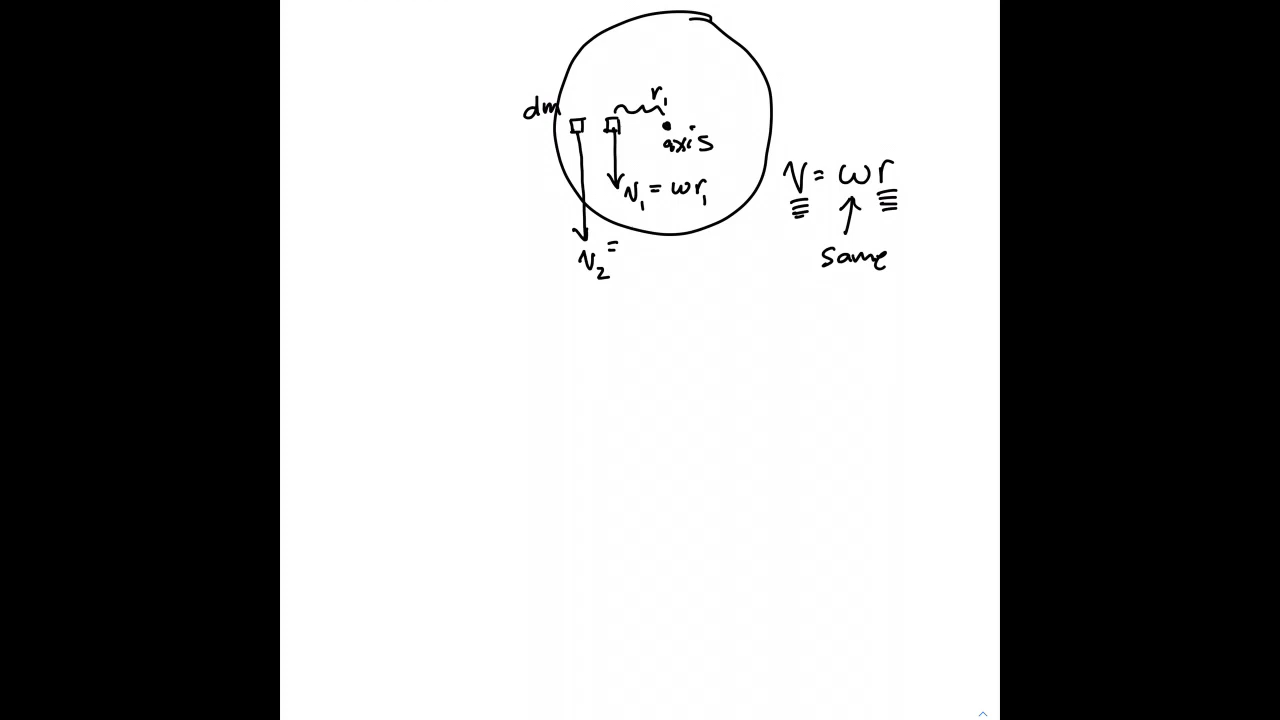 r₁
dm
axis
v₁ = ωr₁
v = ωr
same
v₂ =